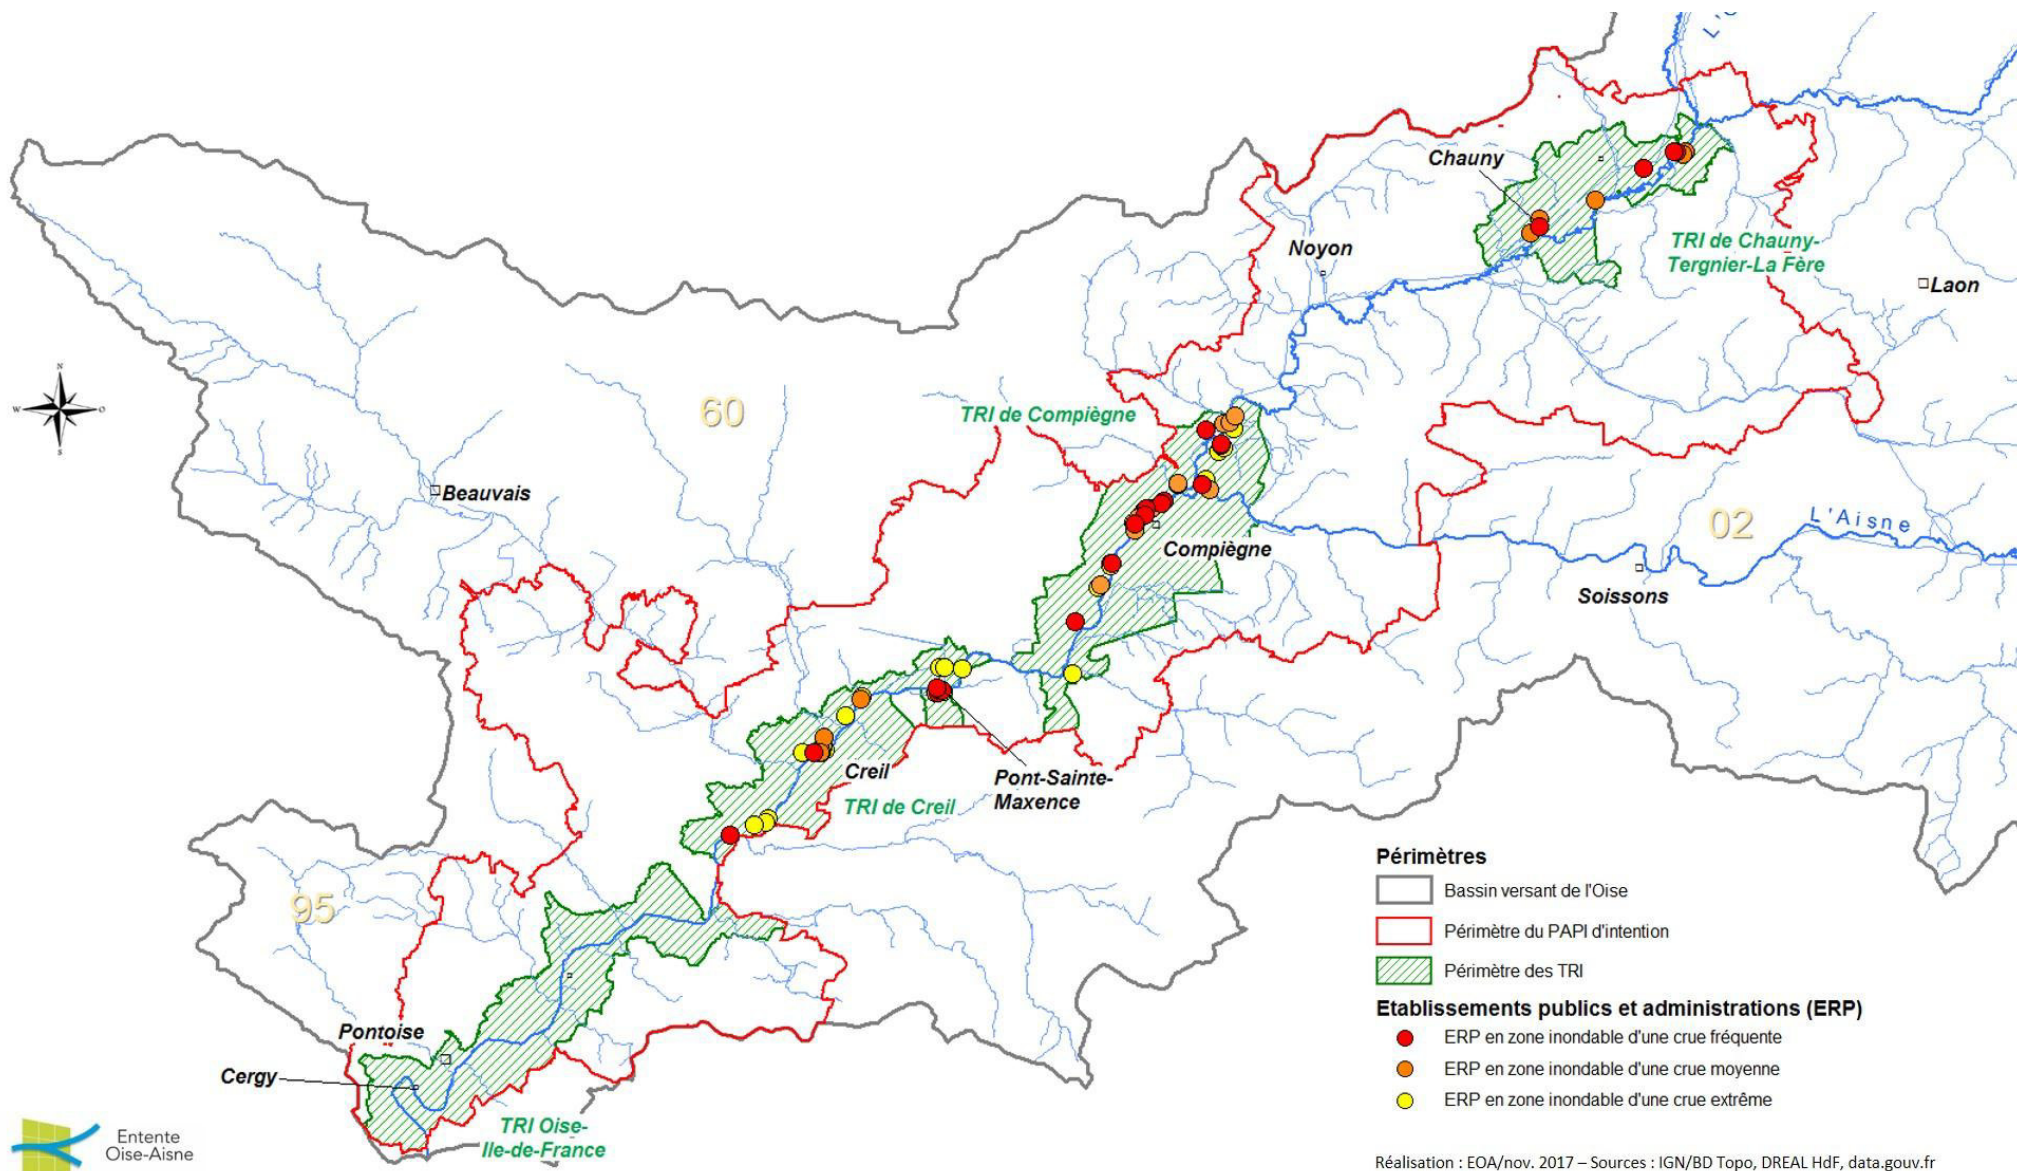 L'
Chauny
Noyon
TRI de Chauny-
Tergnier-La Fère
Laon
N
W
O
S
60
TRI de Compiègne
Beauvais
02
L'Aisne
Compiègne
Soissons
Creil
Pont-Sainte-
Maxence
TRI de Creil
95
Pontoise
Cergy
TRI Oise-
Ile-de-France
Périmètres
Bassin versant de l'Oise
Périmètre du PAPI d'intention
Périmètre des TRI
Etablissements publics et administrations (ERP)
ERP en zone inondable d'une crue fréquente
ERP en zone inondable d'une crue moyenne
ERP en zone inondable d'une crue extrême
Entente
Oise-Aisne
Réalisation : EOA/nov. 2017 – Sources : IGN/BD Topo, DREAL HdF, data.gouv.fr